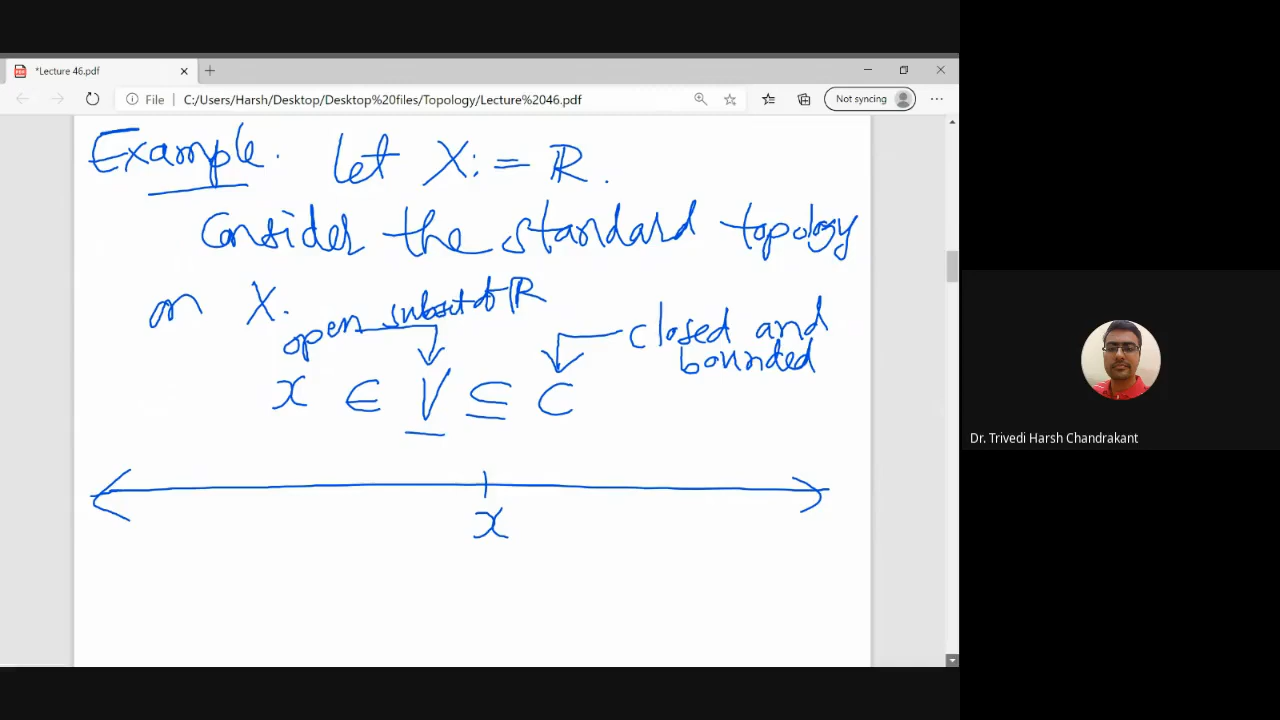 *Lecture 46.pdf
File
C:/Users/Harsh/Desktop/Desktop%20files/Topology/Lecture%2046.pdf
Not syncing
Example. Let X := ℝ.
Consider the standard topology
on X.
open subset of ℝ
closed and
bounded
x ∈ V ⊆ C
x
Dr. Trivedi Harsh Chandrakant